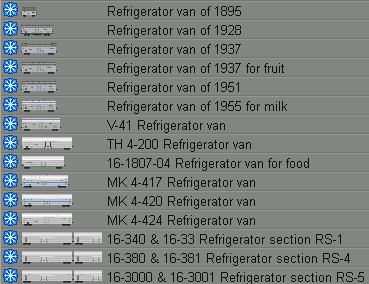 Refrigerator van of 1895
Refrigerator van of 1928
Refrigerator van of 1937
Refrigerator van of 1937 for fruit
Refrigerator van of 1951
Refrigerator van of 1955 for milk
V-41 Refrigerator van
TH 4-200 Refrigerator van
16-1807-04 Refrigerator van for food
MK 4-417 Refrigerator van
MK 4-420 Refrigerator van
MK 4-424 Refrigerator van
16-340 & 16-33 Refrigerator section RS-1
16-380 & 16-381 Refrigerator section RS-4
16-3000 & 16-3001 Refrigerator section RS-5